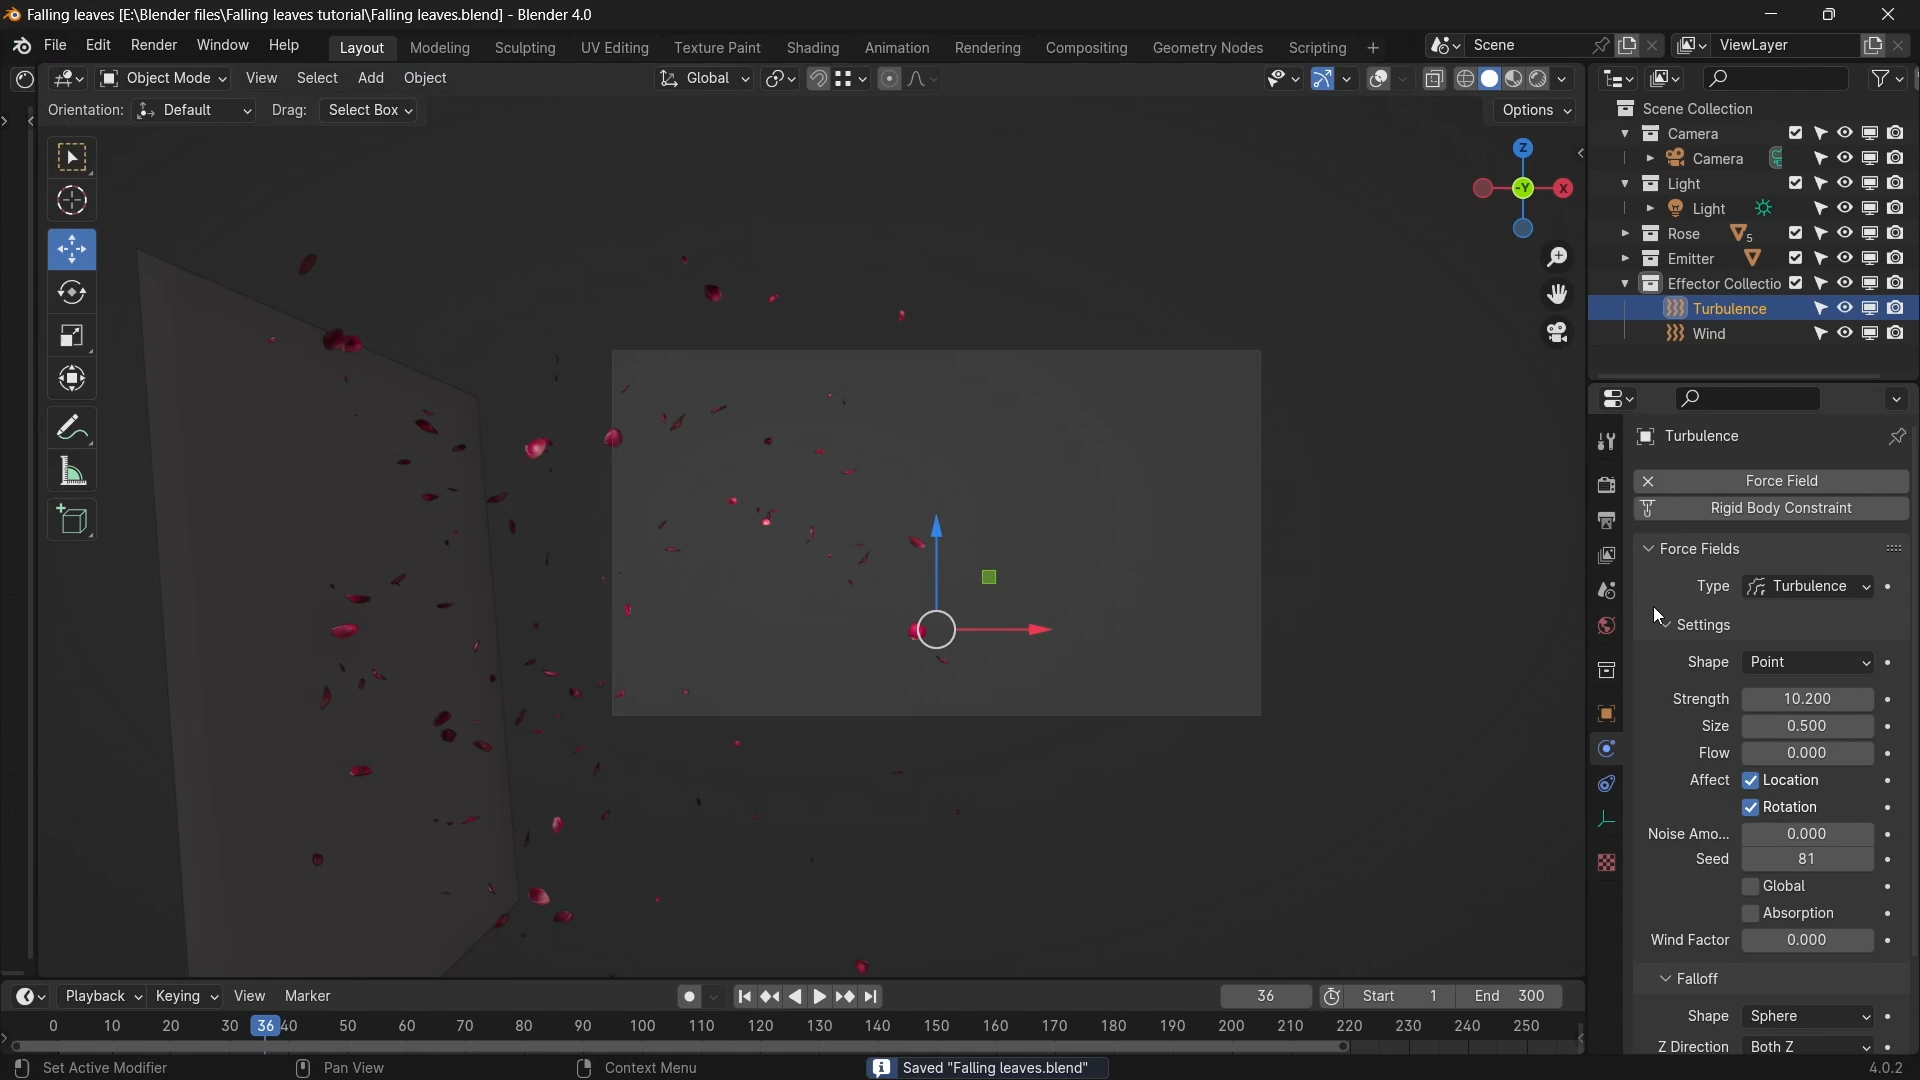 Falling leaves [E:\Blender files\Falling leaves tutorial\Falling leaves.blend] - Blender 4.0
File Edit Render Window Help Layout Modeling Sculpting UV Editing Texture Paint Shading Animation Rendering Compositing Geometry Nodes Scripting + Scene ViewLayer
Object Mode View Select Add Object Global
Orientation: Default Drag: Select Box Options
Scene Collection
Camera
Camera
Light
Light
Rose 5
Emitter
Effector Collectio
Turbulence
Wind
Z
-Y X
Turbulence
Force Field
Rigid Body Constraint
Force Fields
Type Turbulence
Settings
Shape Point
Strength 10.200
Size 0.500
Flow 0.000
Affect Location
Rotation
Noise Amo... 0.000
Seed 81
Global
Absorption
Wind Factor 0.000
Falloff
Shape Sphere
Z Direction Both Z
Playback Keying View Marker 36 Start 1 End 300
0 10 20 30 36 40 50 60 70 80 90 100 110 120 130 140 150 160 170 180 190 200 210 220 230 240 250
Set Active Modifier Pan View Context Menu Saved "Falling leaves.blend" 4.0.2